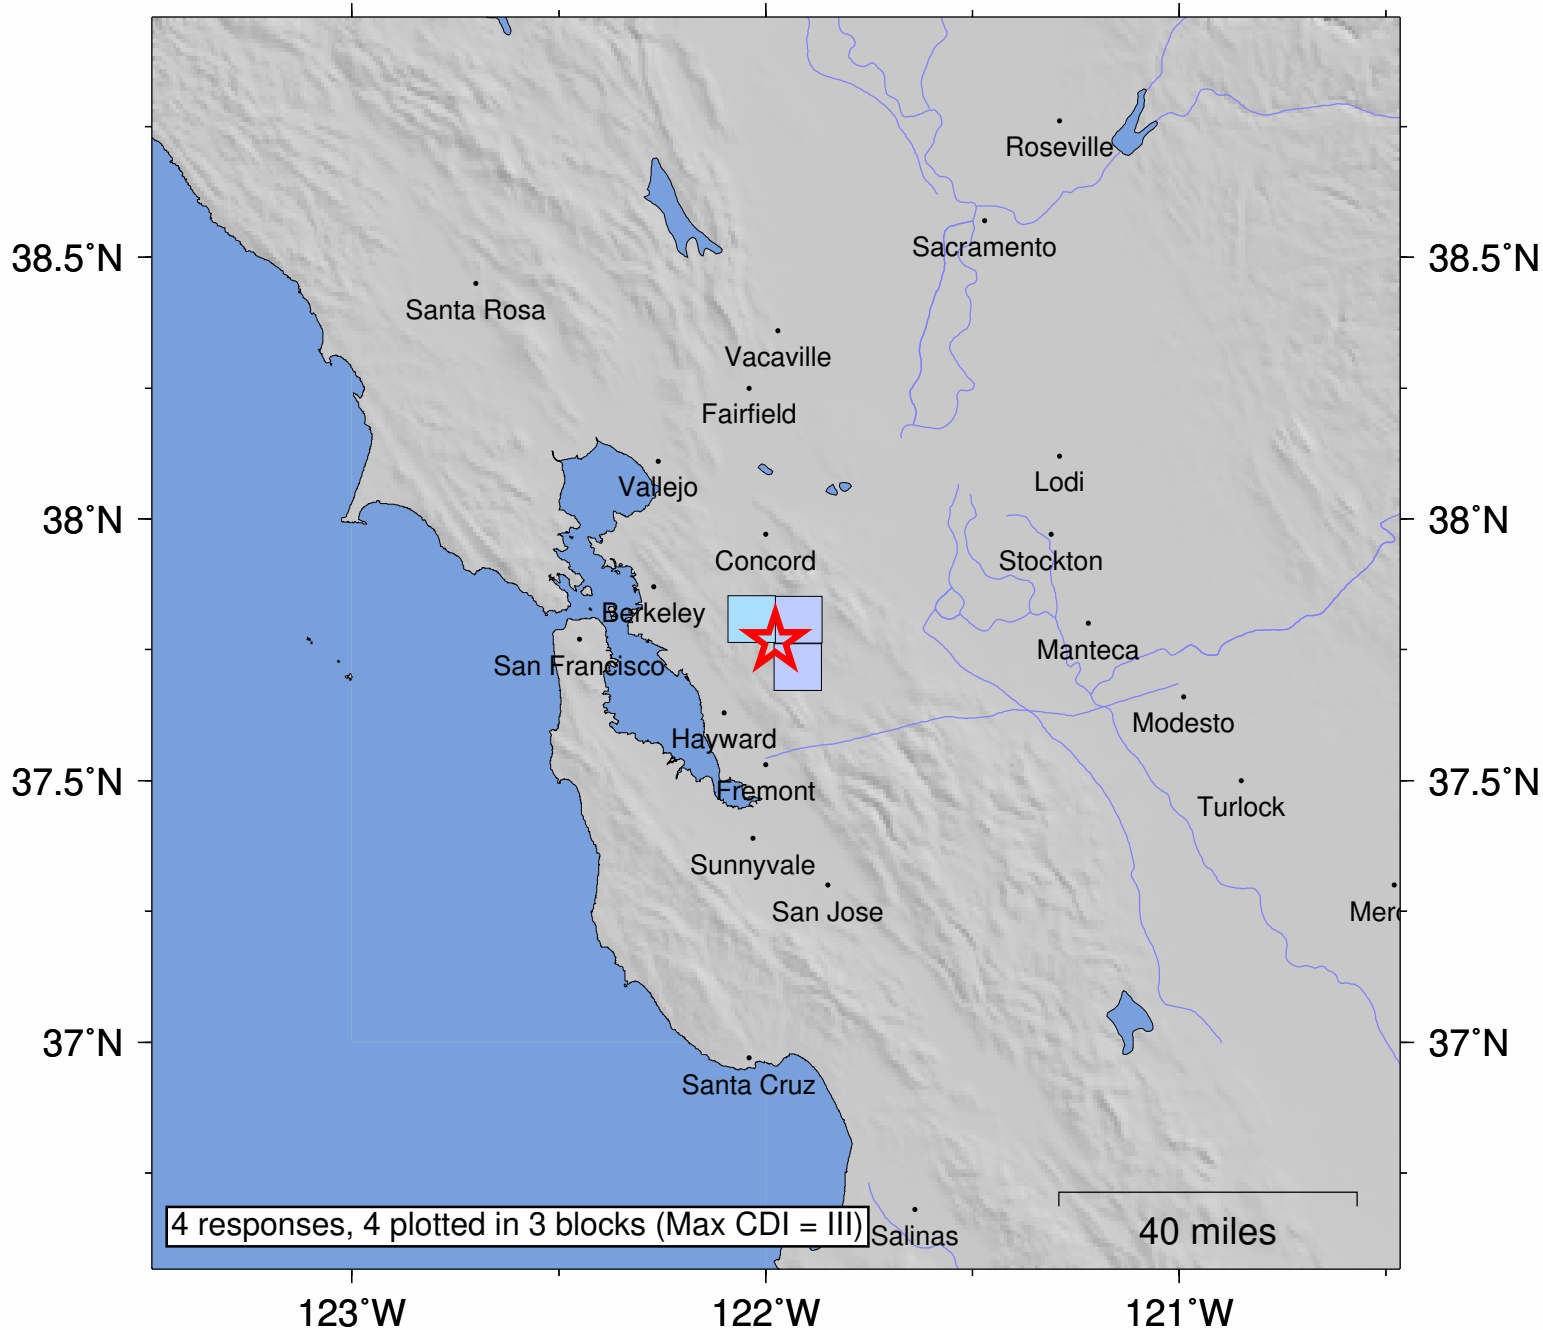 Roseville
38.5°N
Sacramento
38.5°N
Santa Rosa
Vacaville
Fairfield
Vallejo
Lodi
38°N
38°N
Concord
Stockton
Berkeley
Manteca
San Francisco
Modesto
Hayward
37.5°N
Fremont
37.5°N
Turlock
Sunnyvale
San Jose
Merc
37°N
37°N
Santa Cruz
4 responses, 4 plotted in 3 blocks (Max CDI = III)
Salinas
40 miles
123°W
122°W
121°W